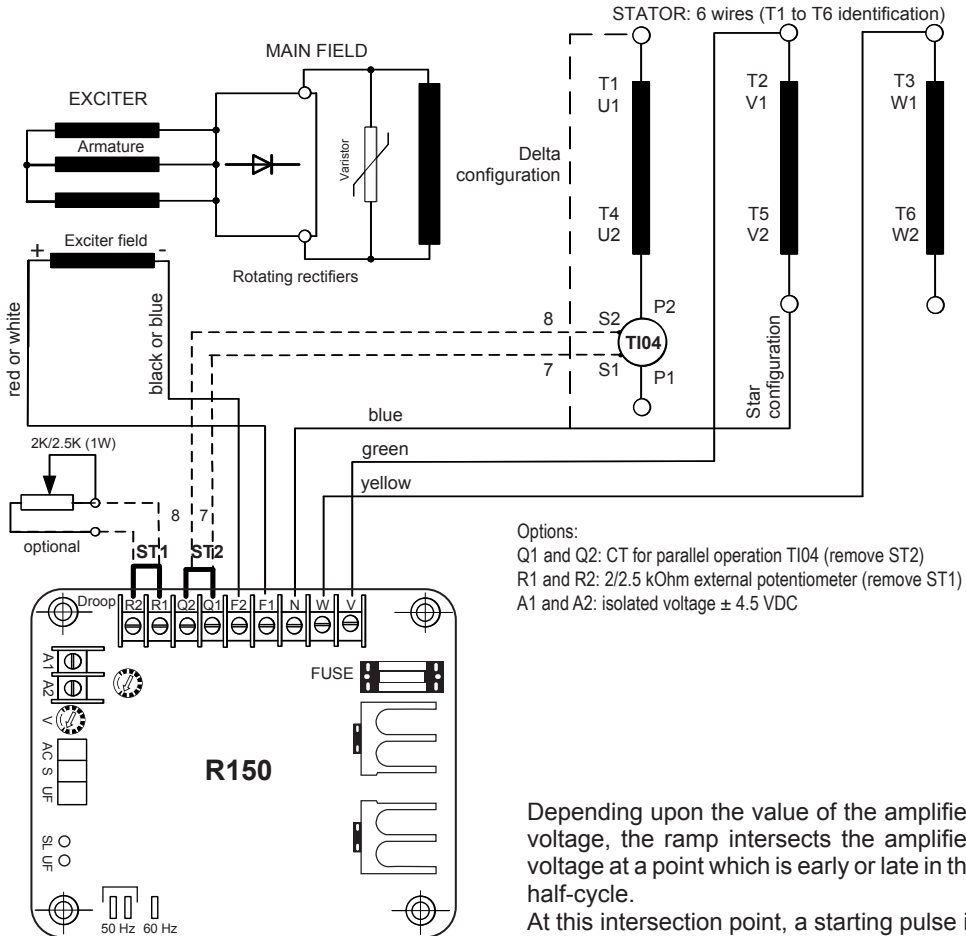 STATOR: 6 wires (T1 to T6 identification)
MAIN FIELD
EXCITER
Armature
Varistor
Delta
configuration
T1
U1
T2
V1
T3
W1
T4
U2
T5
V2
T6
W2
+
Exciter field
-
Rotating rectifiers
red or white
black or blue
8
S2
P2
TI04
7
S1
P1
Star
configuration
blue
green
yellow
2K/2.5K (1W)
optional
8
7
ST1
ST2
Options:
Q1 and Q2: CT for parallel operation TI04 (remove ST2)
R1 and R2: 2/2.5 kOhm external potentiometer (remove ST1)
A1 and A2: isolated voltage ± 4.5 VDC
Droop
R2 R1 Q2 Q1 F2 F1 N W V
A1
A2
FUSE
V
AC
S
UF
R150
SL
UF
50 Hz 60 Hz
Depending upon the value of the amplifie
voltage, the ramp intersects the amplifie
voltage at a point which is early or late in th
half-cycle.
At this intersection point, a starting pulse i